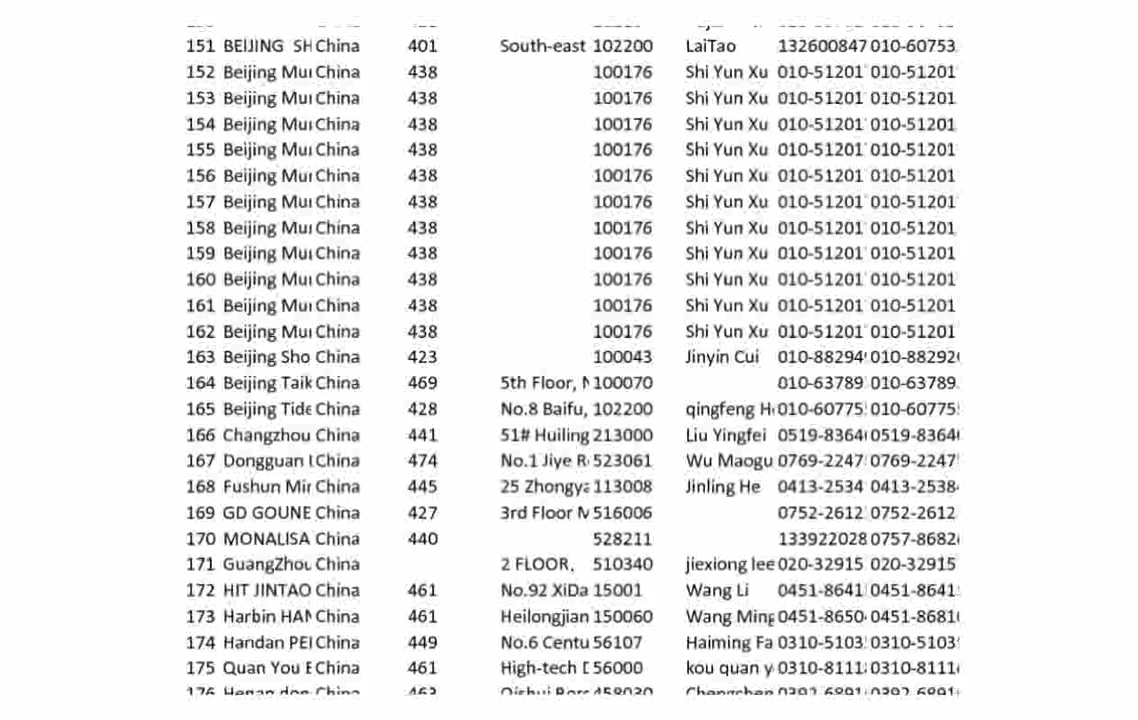 151 BEIJING SH China 401 South-east 102200 LaiTao 132600847 010-60753
152 Beijing Mu China 438 100176 Shi Yun Xu 010-51201 010-51201
153 Beijing Mu China 438 100176 Shi Yun Xu 010-51201 010-51201
154 Beijing Mu China 438 100176 Shi Yun Xu 010-51201 010-51201
155 Beijing Mu China 438 100176 Shi Yun Xu 010-51201 010-51201
156 Beijing Mu China 438 100176 Shi Yun Xu 010-51201 010-51201
157 Beijing Mu China 438 100176 Shi Yun Xu 010-51201 010-51201
158 Beijing Mu China 438 100176 Shi Yun Xu 010-51201 010-51201
159 Beijing Mu China 438 100176 Shi Yun Xu 010-51201 010-51201
160 Beijing Mu China 438 100176 Shi Yun Xu 010-51201 010-51201
161 Beijing Mu China 438 100176 Shi Yun Xu 010-51201 010-51201
162 Beijing Mu China 438 100176 Shi Yun Xu 010-51201 010-51201
163 Beijing Sho China 423 100043 Jinyin Cui 010-88294 010-88292
164 Beijing Taik China 469 5th Floor, 100070 010-63789 010-63789
165 Beijing Tide China 428 No.8 Baifu, 102200 qingfeng H 010-60775 010-60775
166 Changzhou China 441 51# Huiling 213000 Liu Yingfei 0519-8364 0519-8364
167 Dongguan China 474 No.1 Jiye R 523061 Wu Maogu 0769-2247 0769-2247
168 Fushun Mir China 445 25 Zhongya 113008 Jinling He 0413-2534 0413-2538
169 GD GOUNE China 427 3rd Floor 516006 0752-2612 0752-2612
170 MONALISA China 440 528211 133922028 0757-8682
171 GuangZhou China 2 FLOOR, 510340 jiexiong lee 020-32915 020-32915
172 HIT JINTAO China 461 No.92 XiDa 15001 Wang Li 0451-8641 0451-8641
173 Harbin HAN China 461 Heilongjian 150060 Wang Ming 0451-8650 0451-8681
174 Handan PEI China 449 No.6 Centu 56107 Haiming Fa 0310-5103 0310-5103
175 Quan You China 461 High-tech 56000 kou quan y 0310-8111 0310-8111